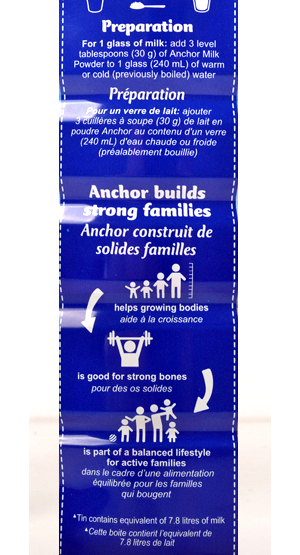 Preparation
For 1 glass of milk: add 3 level
tablespoons (30 g) of Anchor Milk
Powder to 1 glass (240 mL) of warm
or cold (previously boiled) water
Préparation
Pour un verre de lait: ajouter
3 cuillères à soupe (30 g) de lait en
poudre Anchor au contenu d'un verre
(240 mL) d'eau chaude ou froide
(préalablement bouillie)
Anchor builds
strong families
Anchor construit de
solides familles
helps growing bodies
aide à la croissance
is good for strong bones
pour des os solides
is part of a balanced lifestyle
for active families
dans le cadre d'une alimentation
équilibrée pour les familles
qui bougent
▲Tin contains equivalent of 7.8 litres of milk
▲Cette boite contient l'equivalent de
7.8 litres de lait